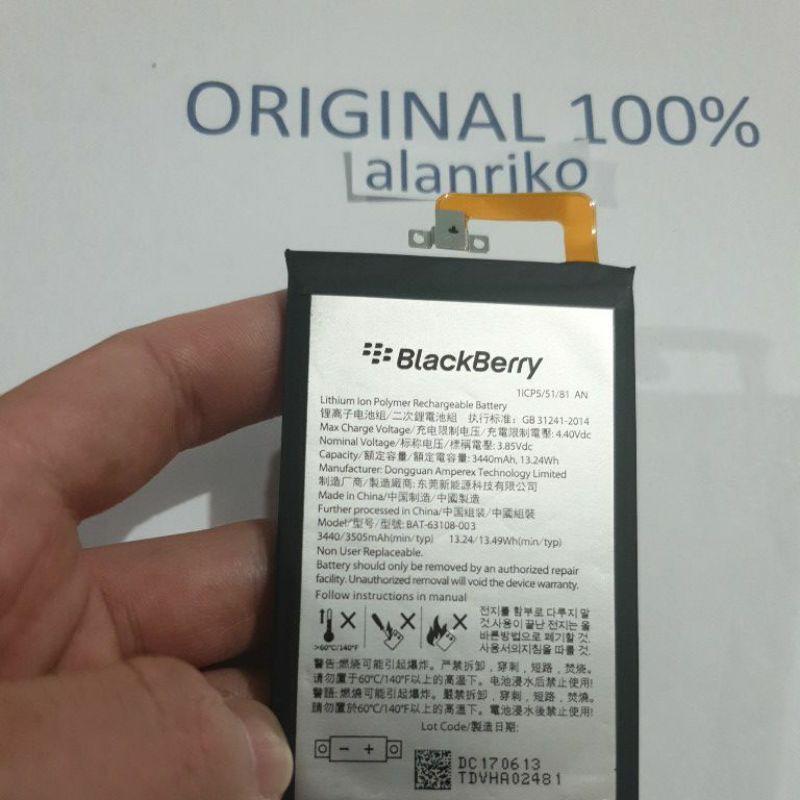 ORIGINAL 100%
alanriko
BlackBerry
1ICP5/51/81 AN
Lithium Ion Polymer Rechargeable Battery
锂离子电池组/二次鋰電池組 执行标准: GB 31241-2014
Max Charge Voltage/充电限制电压/充電限制電壓: 4.40Vdc
Nominal Voltage/标称电压/標稱電壓: 3.85Vdc
Capacity/额定容量/額定電容量: 3440mAh, 13.24Wh
Manufacturer: Dongguan Amperex Technology Limited
制造厂商/製造廠商: 东莞新能源科技有限公司
Made in China/中国制造/中國製造
Further processed in China/中国组装/中國組裝
Model/型号/型號: BAT-63108-003
3440/3505mAh(min/typ) 13.24/13.49Wh(min/typ)
Non User Replaceable.
Battery should only be removed by an authorized repair
facility. Unauthorized removal will void the device warranty.
Follow instructions in manual
>60°C/140°F
전지를 함부로 다루지 말
것.사용이 끝난 전지는 올
바른방법으로 폐기할 것.
사용서의지침을 따를 것.
警告:燃烧可能引起爆炸。严禁拆卸，穿刺，短路，焚烧。
请勿置于60°C/140°F以上的高温下。电池浸水后禁止使用!
警語:燃燒可能引起爆炸。嚴禁拆卸，穿刺，短路，焚燒。
請勿置於60°C/140°F以上的高溫下。電池浸水後禁止使用!
Lot Code/製造日期:
− +
DC170613
TDVHA02481